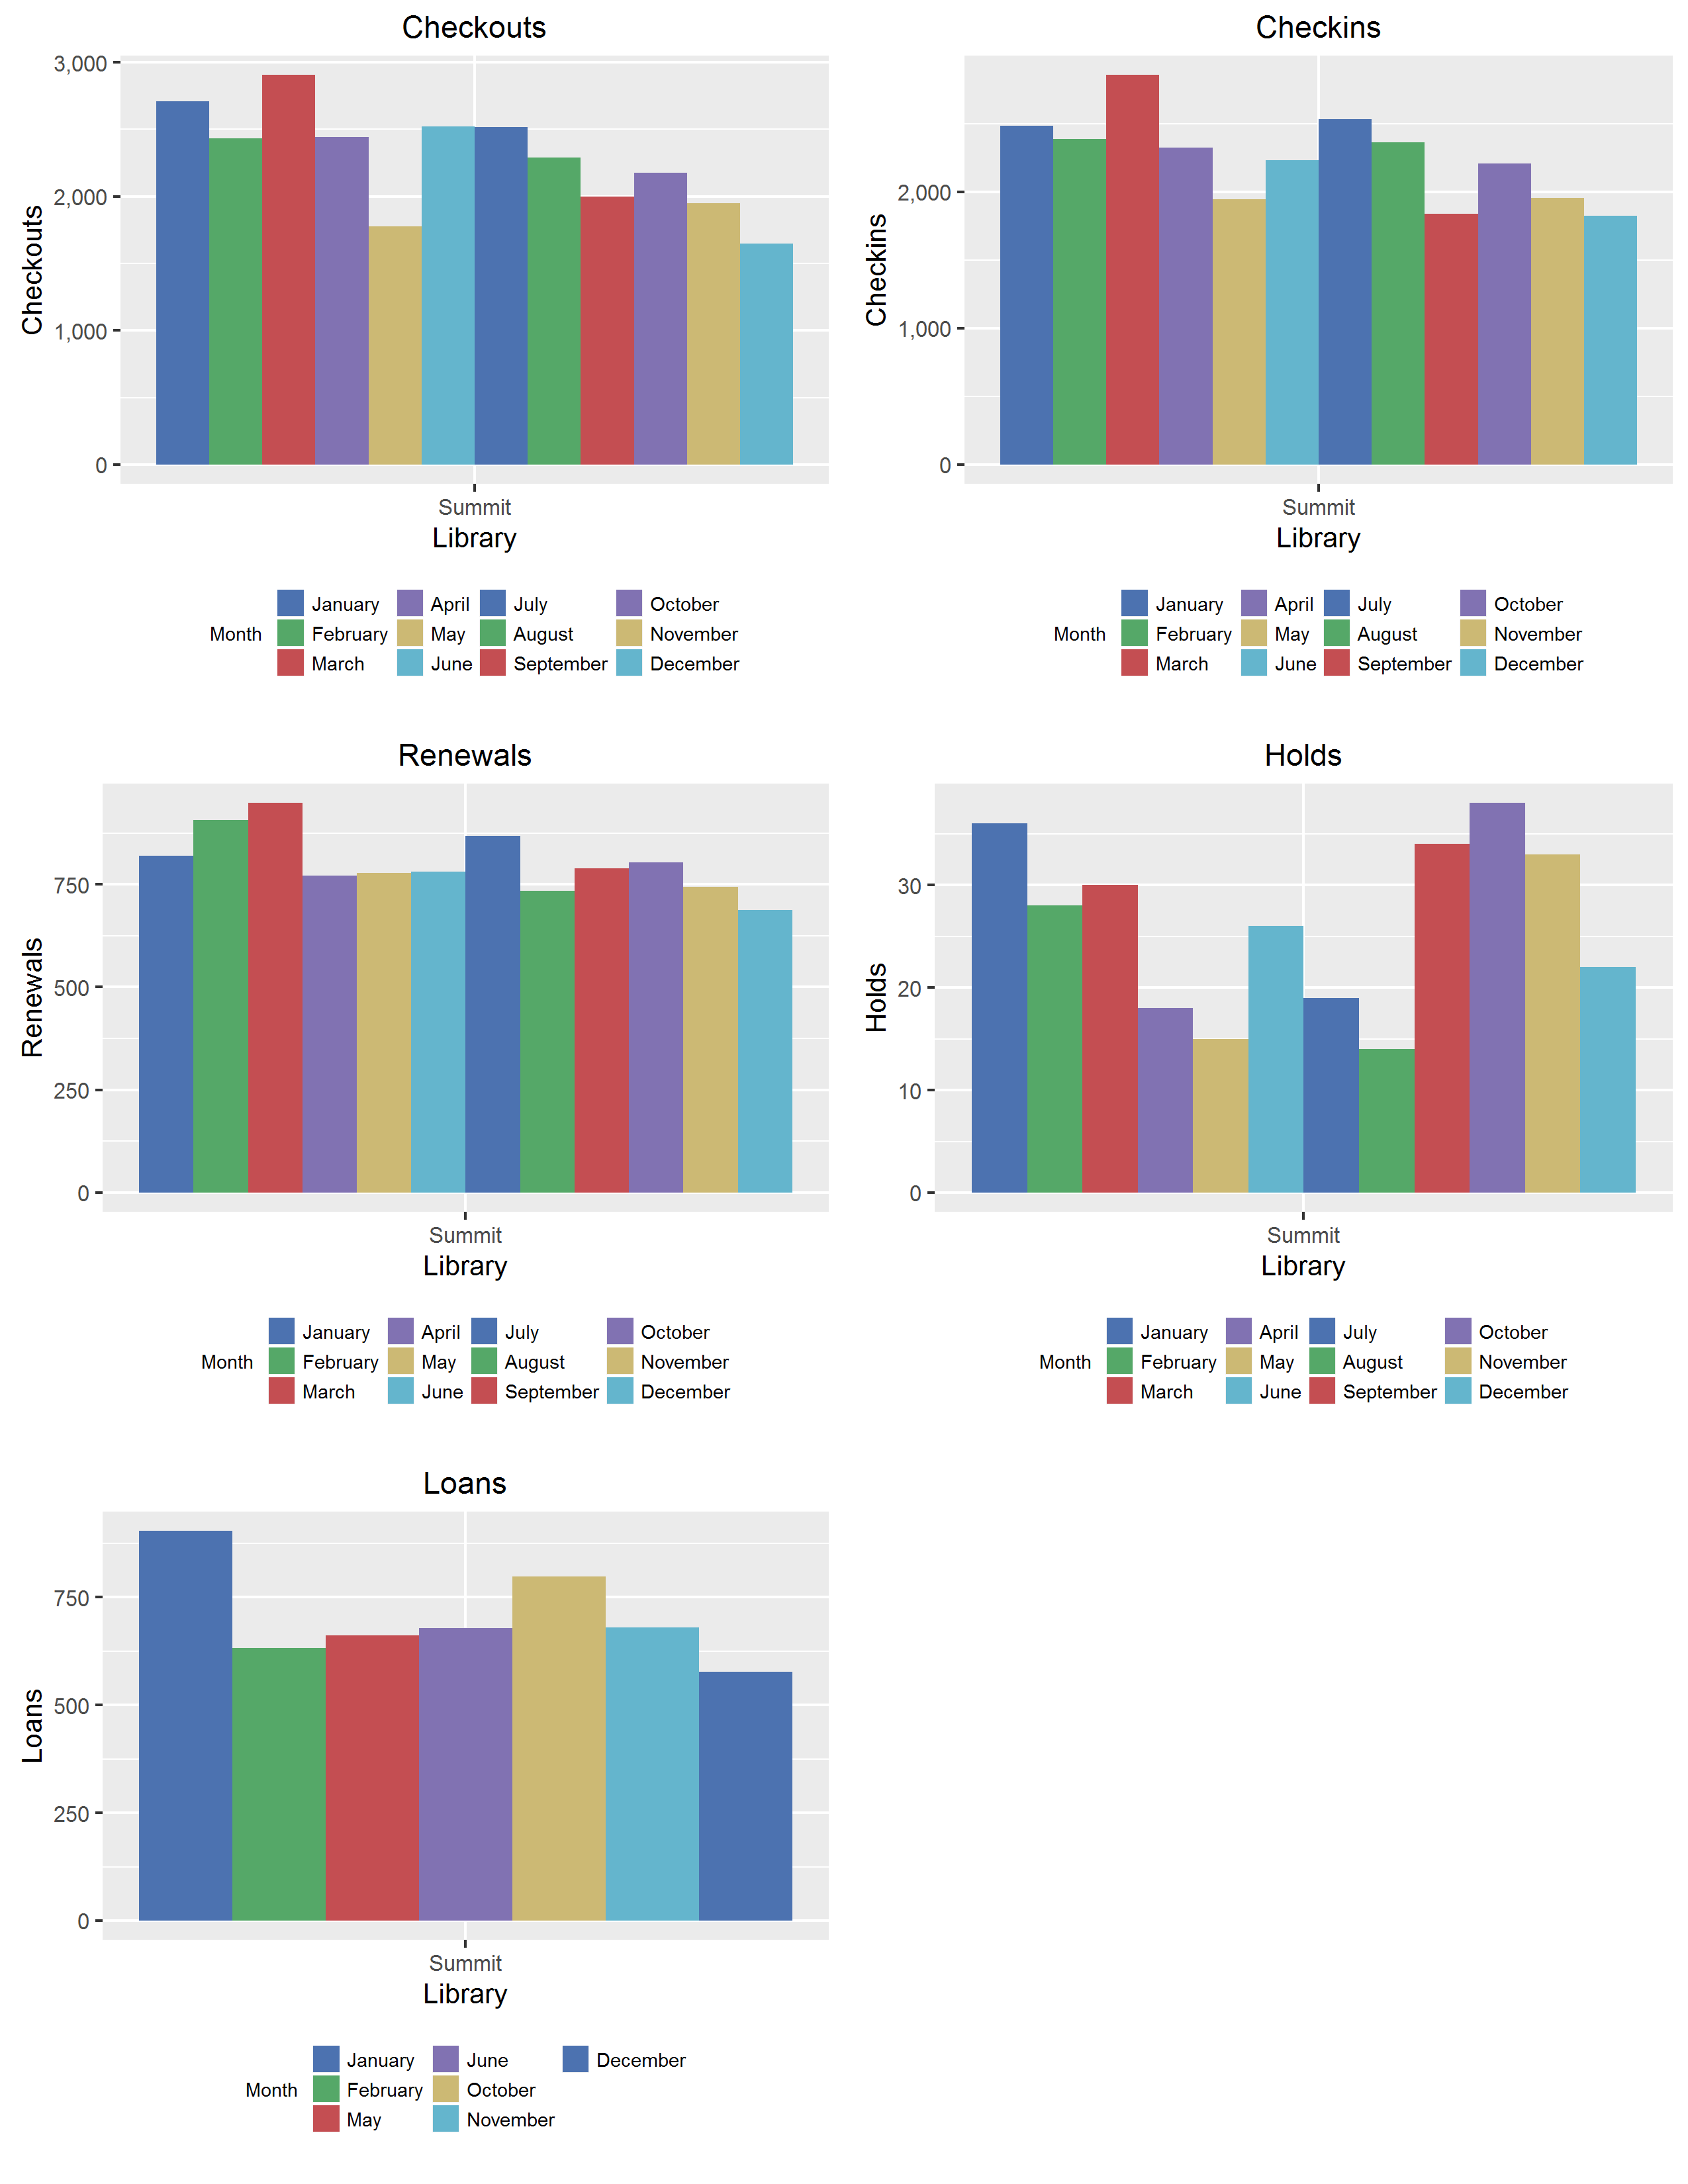 Checkouts
3,000
2,000
1,000
0
Checkouts
Summit
Library
Month
January April July October
February May August November
March June September December
Checkins
2,000
1,000
0
Checkins
Summit
Library
Month
January April July October
February May August November
March June September December
Renewals
750
500
250
0
Renewals
Summit
Library
Month
January April July October
February May August November
March June September December
Holds
30
20
10
0
Holds
Summit
Library
Month
January April July October
February May August November
March June September December
Loans
750
500
250
0
Loans
Summit
Library
Month
January June December
February October
May November